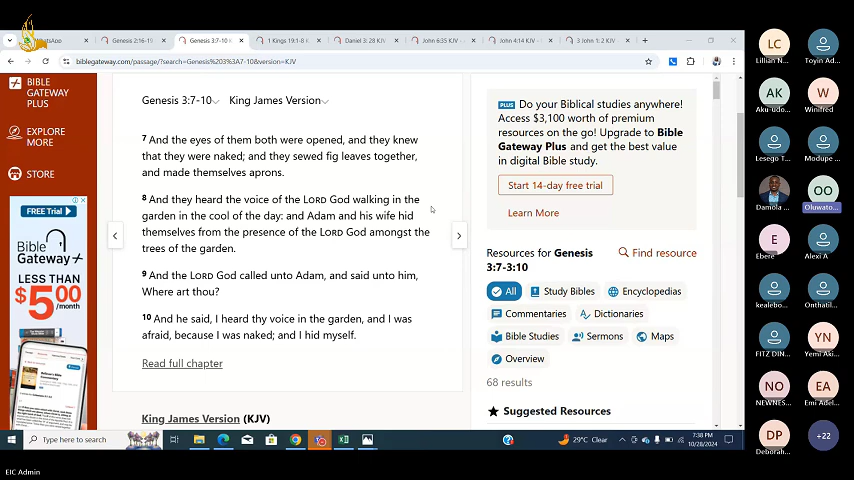 WhatsApp
Genesis 2:16-19
Genesis 3:7-10 KJV
1 Kings 19:1-8 KJV
Daniel 3:28 KJV
John 6:35 KJV
John 4:14 KJV
3 John 1:2 KJV
biblegateway.com/passage/?search=Genesis%203%3A7-10&version=KJV
BIBLE
GATEWAY
PLUS
EXPLORE
MORE
STORE
FREE Trial
Bible
Gateway+
LESS THAN
$5.00
/month
Genesis 3:7-10
King James Version
7 And the eyes of them both were opened, and they knew
that they were naked; and they sewed fig leaves together,
and made themselves aprons.
8 And they heard the voice of the LORD God walking in the
garden in the cool of the day: and Adam and his wife hid
themselves from the presence of the LORD God amongst the
trees of the garden.
9 And the LORD God called unto Adam, and said unto him,
Where art thou?
10 And he said, I heard thy voice in the garden, and I was
afraid, because I was naked; and I hid myself.
Read full chapter
King James Version (KJV)
PLUS Do your Biblical studies anywhere!
Access $3,100 worth of premium
resources on the go! Upgrade to Bible
Gateway Plus and get the best value
in digital Bible study.
Start 14-day free trial
Learn More
Resources for Genesis
3:7-3:10
Find resource
All
Study Bibles
Encyclopedias
Commentaries
Dictionaries
Bible Studies
Sermons
Maps
Overview
68 results
Suggested Resources
Type here to search
29°C Clear
7:38 PM
10/28/2024
EIC Admin
LC
Lillian N...
Toyin Ad...
AK
Aku-udo...
W
Winifred
Lesego T...
Modupe
Damola ...
OO
Oluwato...
E
Ebere
Alexi A
kealebo...
Onthatil...
FITZ DIN...
YN
Yemi Aki...
NO
NEWNES...
EA
Emi Adel...
DP
Deborah...
+22